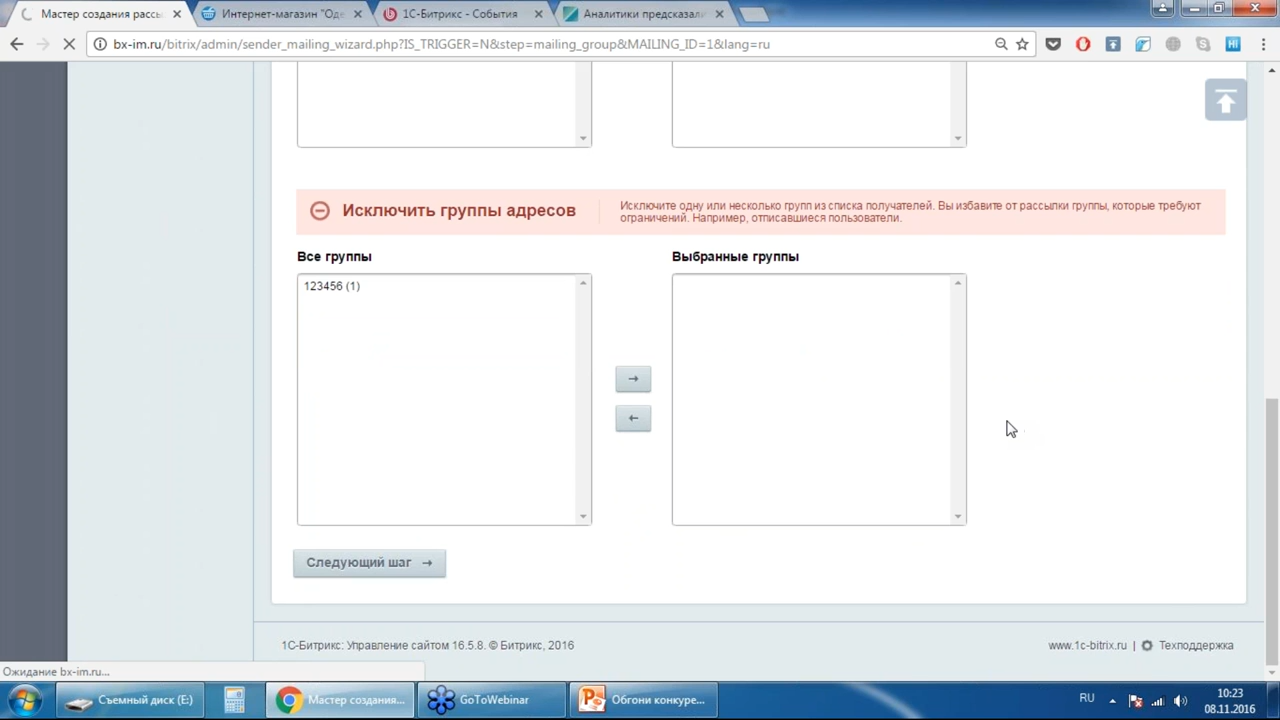 Мастер создания рассы
Интернет-магазин "Оде
1С-Битрикс - События
Аналитики предсказали
bx-im.ru/bitrix/admin/sender_mailing_wizard.php?IS_TRIGGER=N&step=mailing_group&MAILING_ID=1&lang=ru
Hi
Исключить группы адресов
Исключите одну или несколько групп из списка получателей. Вы избавите от рассылки группы, которые требуют
ограничений. Например, отписавшиеся пользователи.
Все группы
Выбранные группы
123456 (1)
Следующий шаг →
1С-Битрикс: Управление сайтом 16.5.8. © Битрикс, 2016
www.1c-bitrix.ru | Техподдержка
Ожидание bx-im.ru...
Съемный диск (E:)
Мастер создания...
GoToWebinar
Обгони конкуре...
RU
10:23
08.11.2016